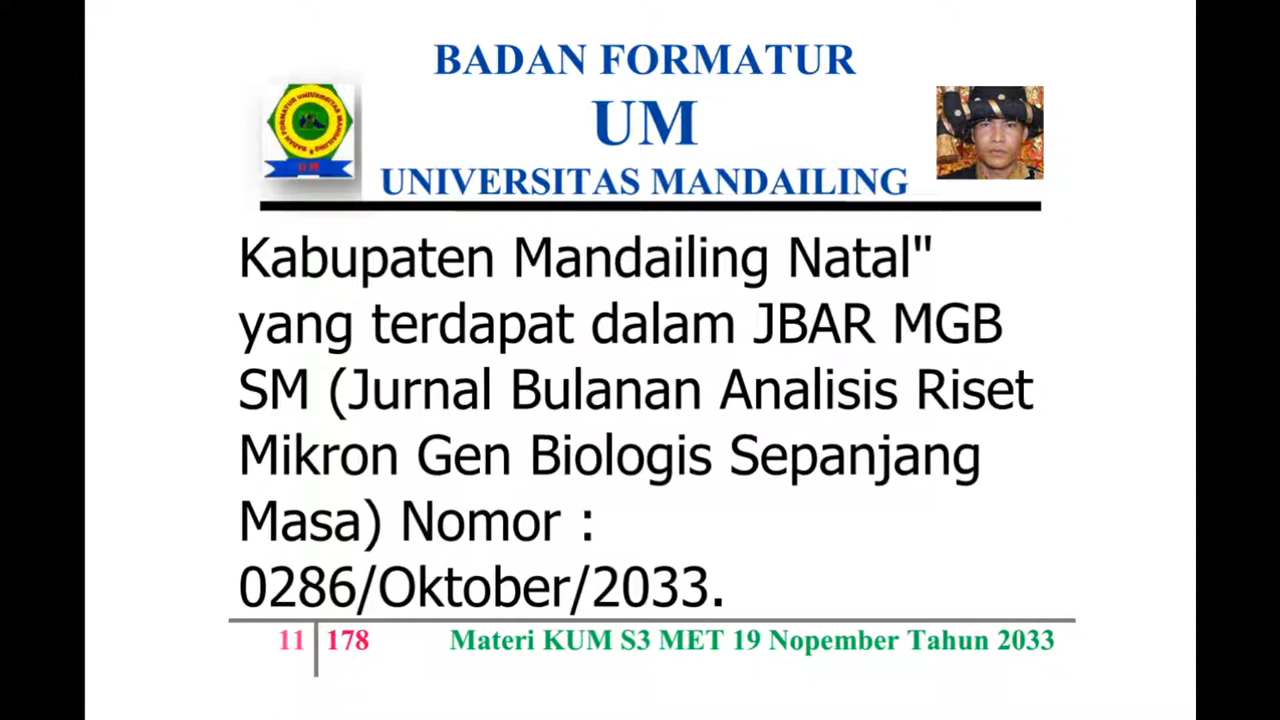 BADAN FORMATUR
UM
UNIVERSITAS MANDAILING
Kabupaten Mandailing Natal"
yang terdapat dalam JBAR MGB
SM (Jurnal Bulanan Analisis Riset
Mikron Gen Biologis Sepanjang
Masa) Nomor :
0286/Oktober/2033.
11 178 Materi KUM S3 MET 19 Nopember Tahun 2033